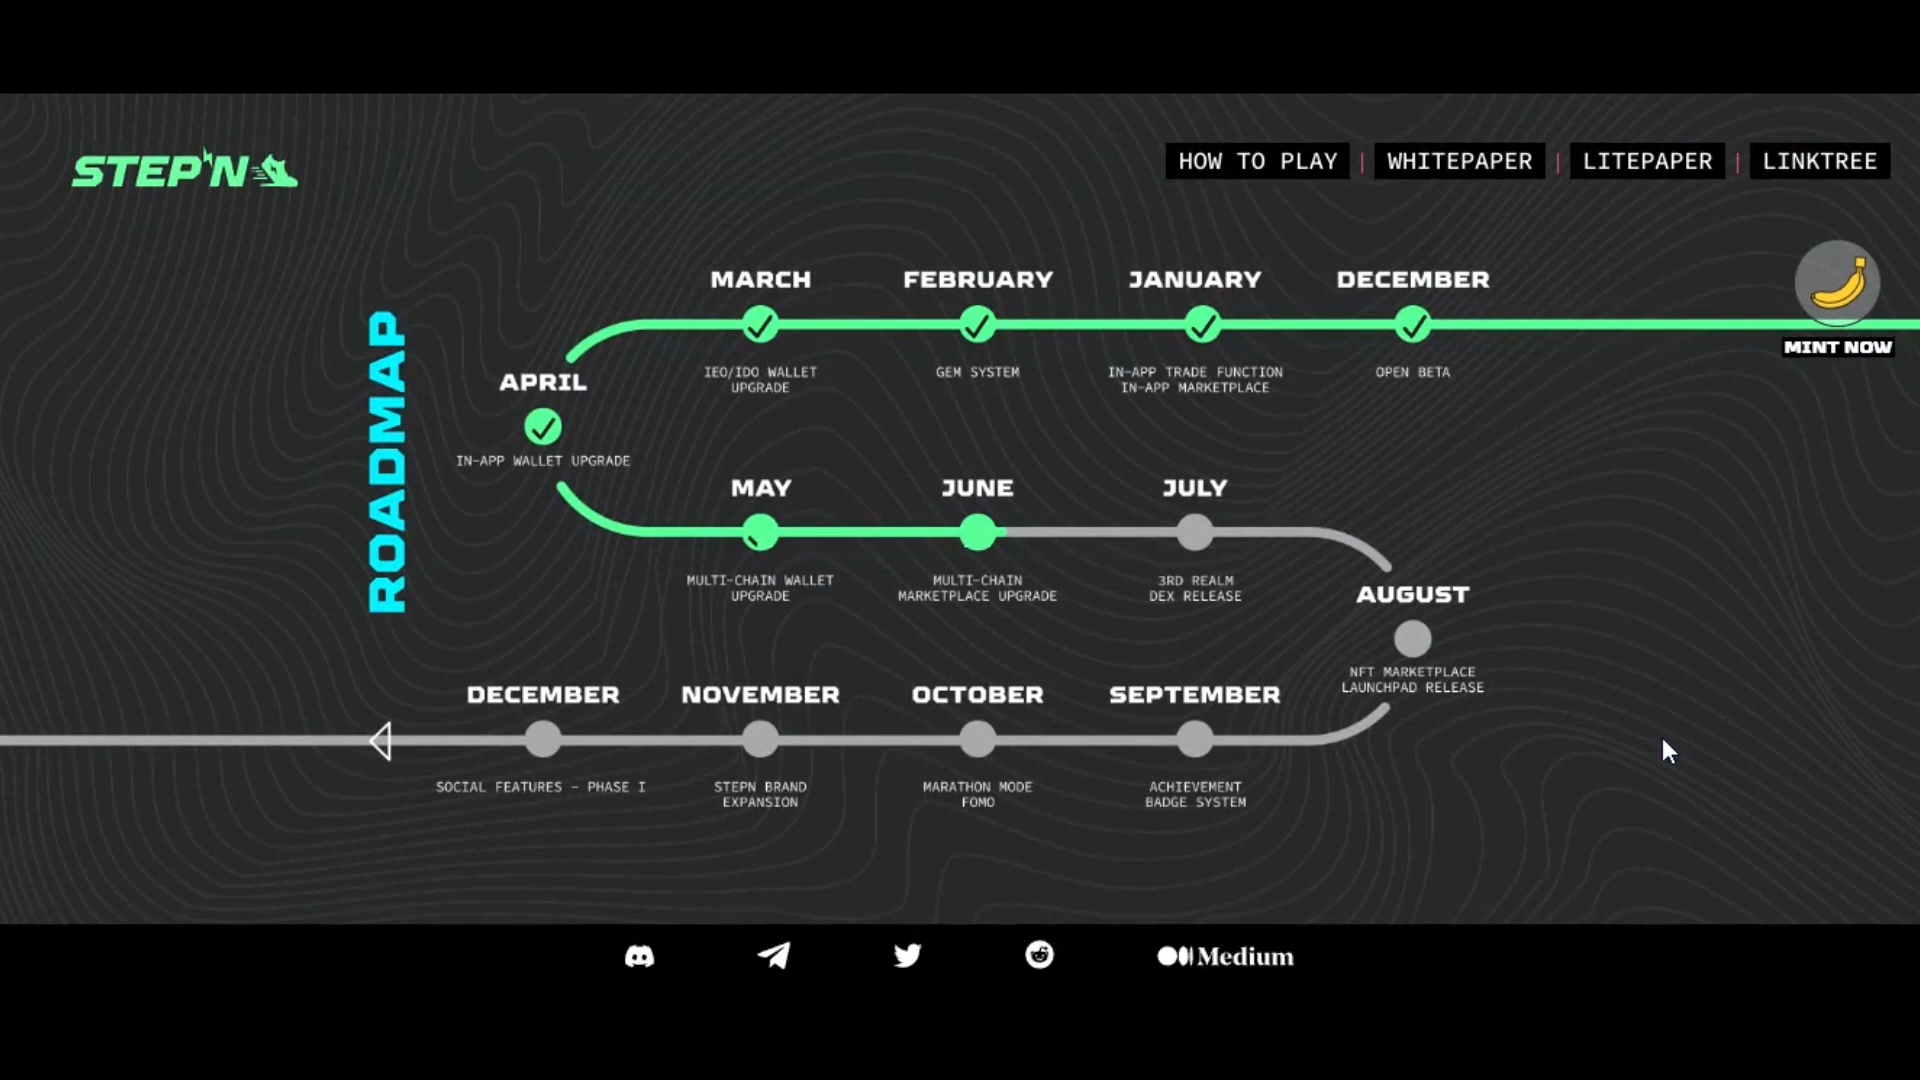 STEP'N
HOW TO PLAY | WHITEPAPER | LITEPAPER | LINKTREE
ROADMAP
MARCH
IEO/IDO WALLET
UPGRADE
FEBRUARY
GEM SYSTEM
JANUARY
IN-APP TRADE FUNCTION
IN-APP MARKETPLACE
DECEMBER
OPEN BETA
MINT NOW
APRIL
IN-APP WALLET UPGRADE
MAY
MULTI-CHAIN WALLET
UPGRADE
JUNE
MULTI-CHAIN
MARKETPLACE UPGRADE
JULY
3RD REALM
DEX RELEASE
AUGUST
NFT MARKETPLACE
LAUNCHPAD RELEASE
DECEMBER
SOCIAL FEATURES - PHASE I
NOVEMBER
STEPN BRAND
EXPANSION
OCTOBER
MARATHON MODE
FOMO
SEPTEMBER
ACHIEVEMENT
BADGE SYSTEM
Medium